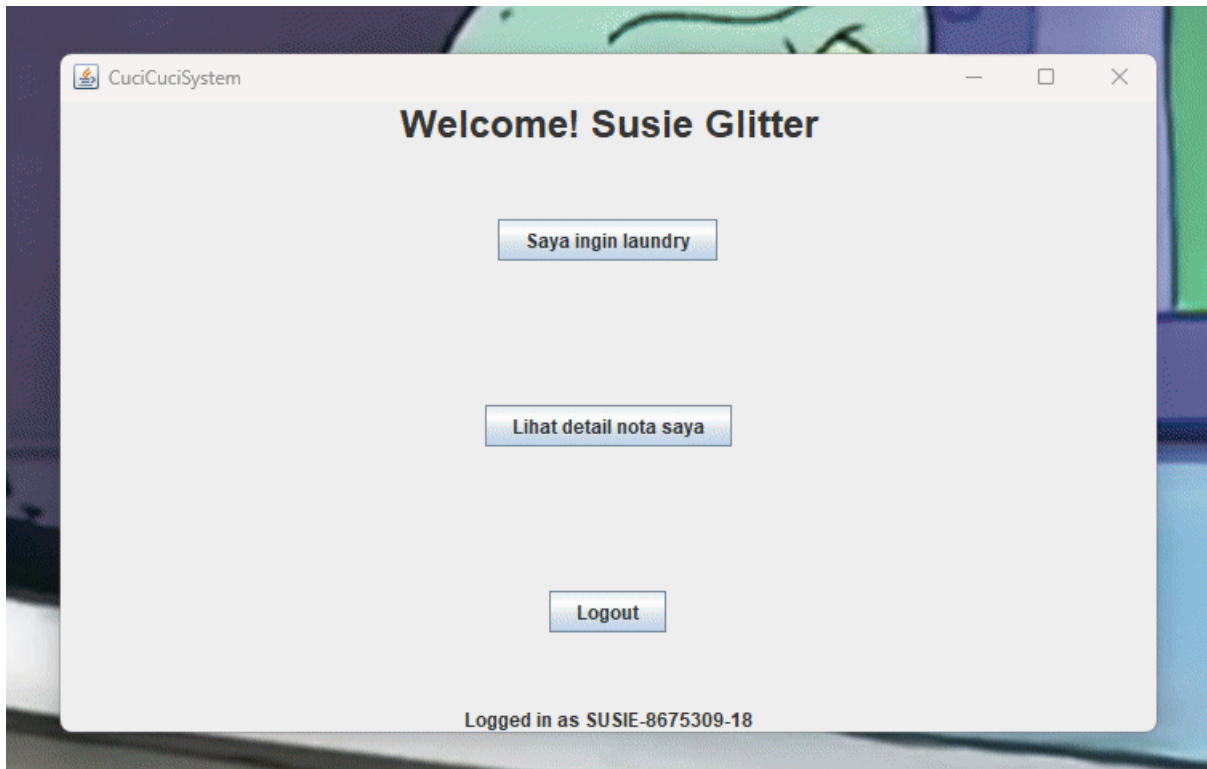 CuciCuciSystem
Welcome! Susie Glitter
Saya ingin laundry
Lihat detail nota saya
Logout
Logged in as SUSIE-8675309-18